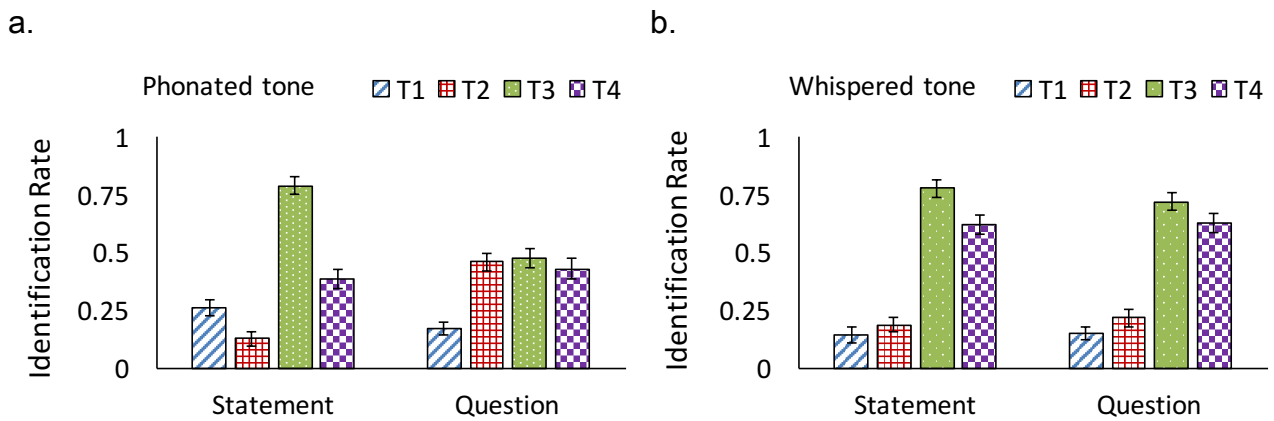 a.
Phonated tone T1 T2 T3 T4
Identification Rate
1
0.75
0.5
0.25
0
Statement Question
b.
Whispered tone T1 T2 T3 T4
Identification Rate
1
0.75
0.5
0.25
0
Statement Question